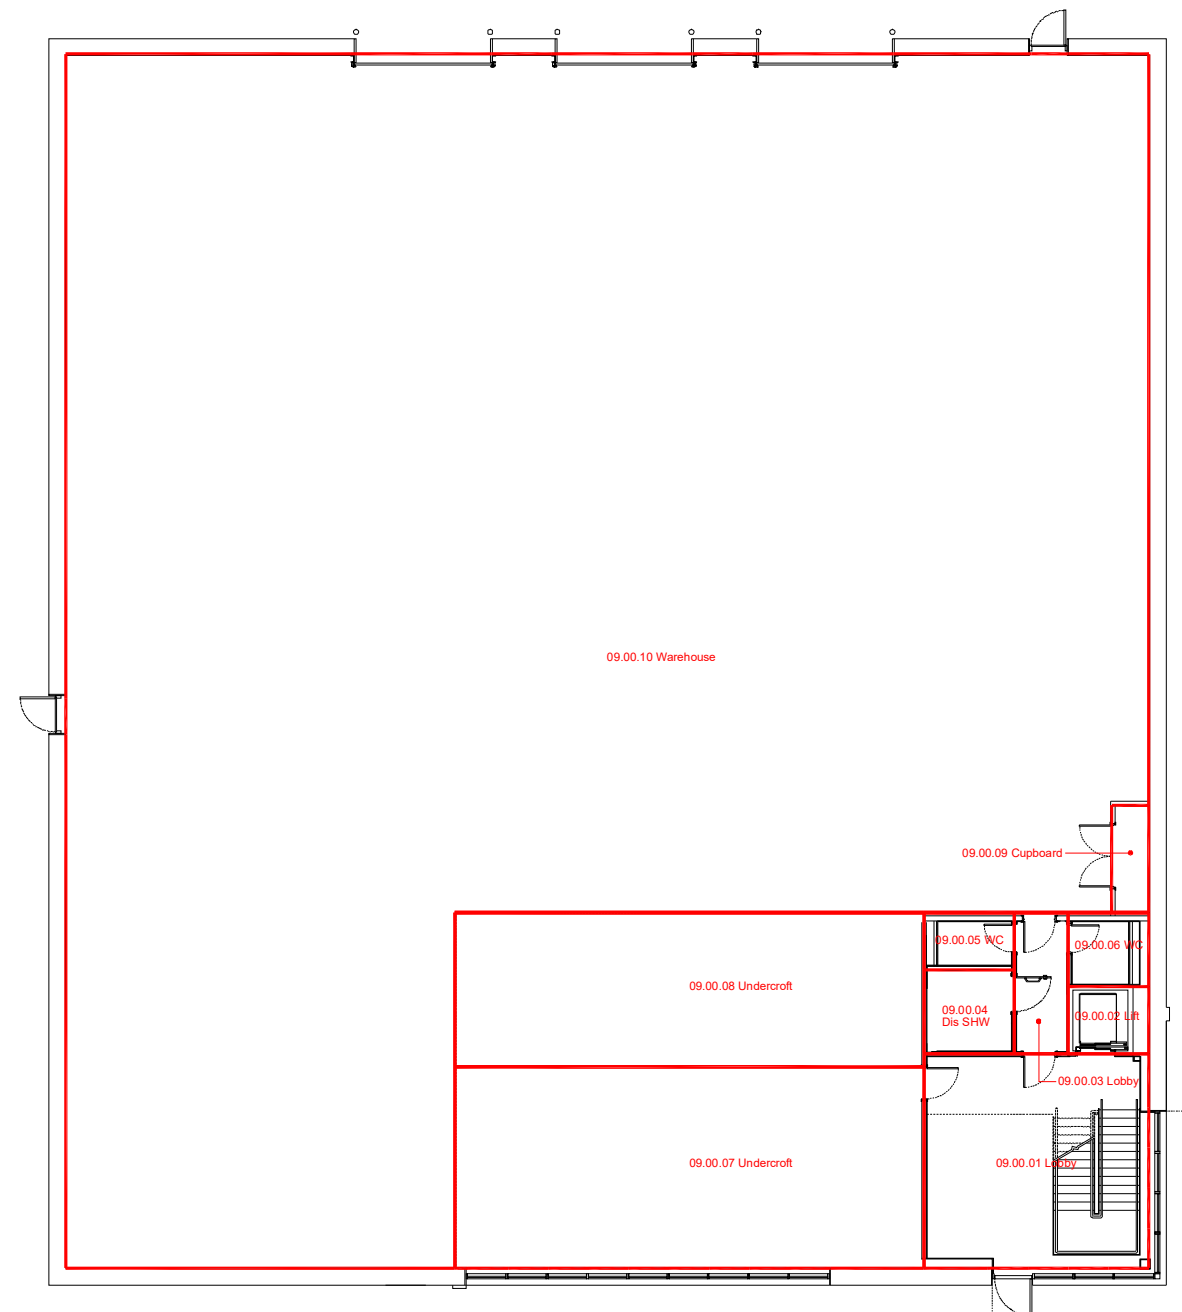 09.00.10 Warehouse
09.00.09 Cupboard
09.00.05 WC
09.00.06 WC
09.00.08 Undercroft
09.00.04
Dis SHW
09.00.02 Lift
09.00.03 Lobby
09.00.07 Undercroft
09.00.01 Lobby